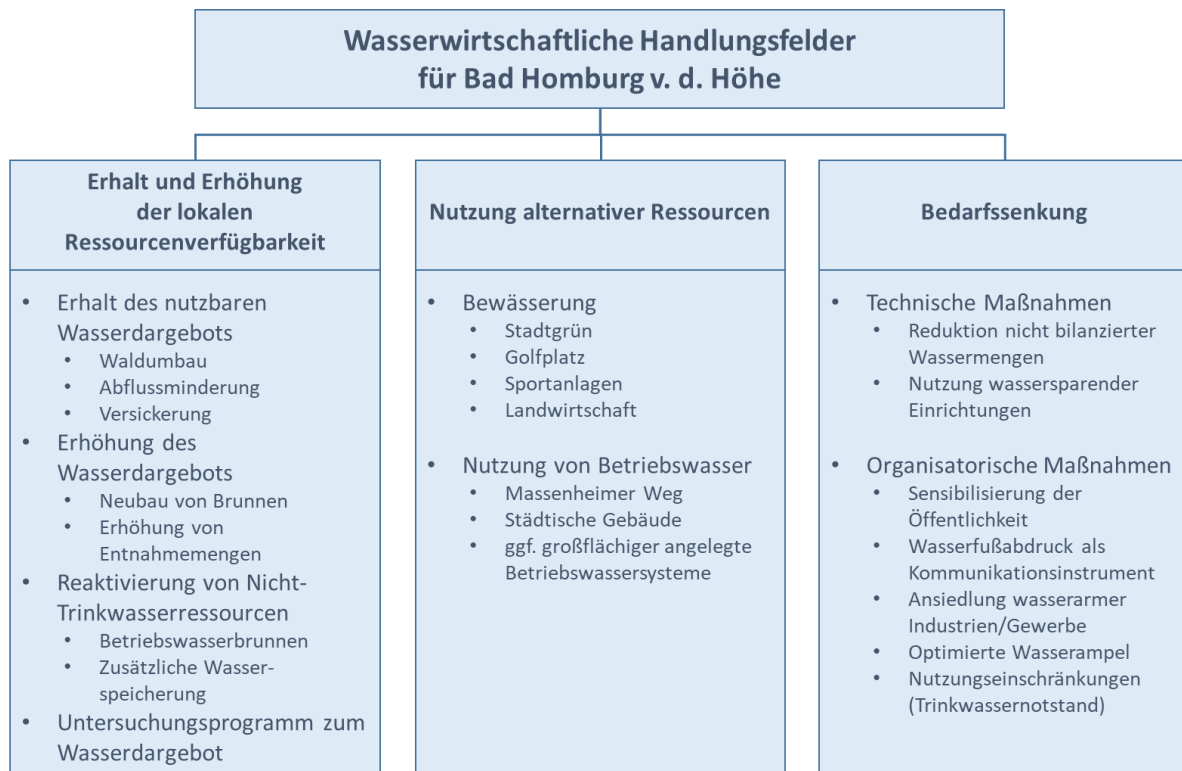 Wasserwirtschaftliche Handlungsfelder
für Bad Homburg v. d. Höhe
Erhalt und Erhöhung
der lokalen
Ressourcenverfügbarkeit
• Erhalt des nutzbaren
Wasserdargebots
• Waldumbau
• Abflussminderung
• Versickerung
• Erhöhung des
Wasserdargebots
• Neubau von Brunnen
• Erhöhung von
Entnahmemengen
• Reaktivierung von Nicht-
Trinkwasserressourcen
• Betriebswasserbrunnen
• Zusätzliche Wasser-
speicherung
• Untersuchungsprogramm zum
Wasserdargebot
Nutzung alternativer Ressourcen
• Bewässerung
• Stadtgrün
• Golfplatz
• Sportanlagen
• Landwirtschaft
• Nutzung von Betriebswasser
• Massenheimer Weg
• Städtische Gebäude
• ggf. großflächiger angelegte
Betriebswassersysteme
Bedarfssenkung
• Technische Maßnahmen
• Reduktion nicht bilanzierter
Wassermengen
• Nutzung wassersparender
Einrichtungen
• Organisatorische Maßnahmen
• Sensibilisierung der
Öffentlichkeit
• Wasserfußabdruck als
Kommunikationsinstrument
• Ansiedlung wasserarmer
Industrien/Gewerbe
• Optimierte Wasserampel
• Nutzungseinschränkungen
(Trinkwassernotstand)